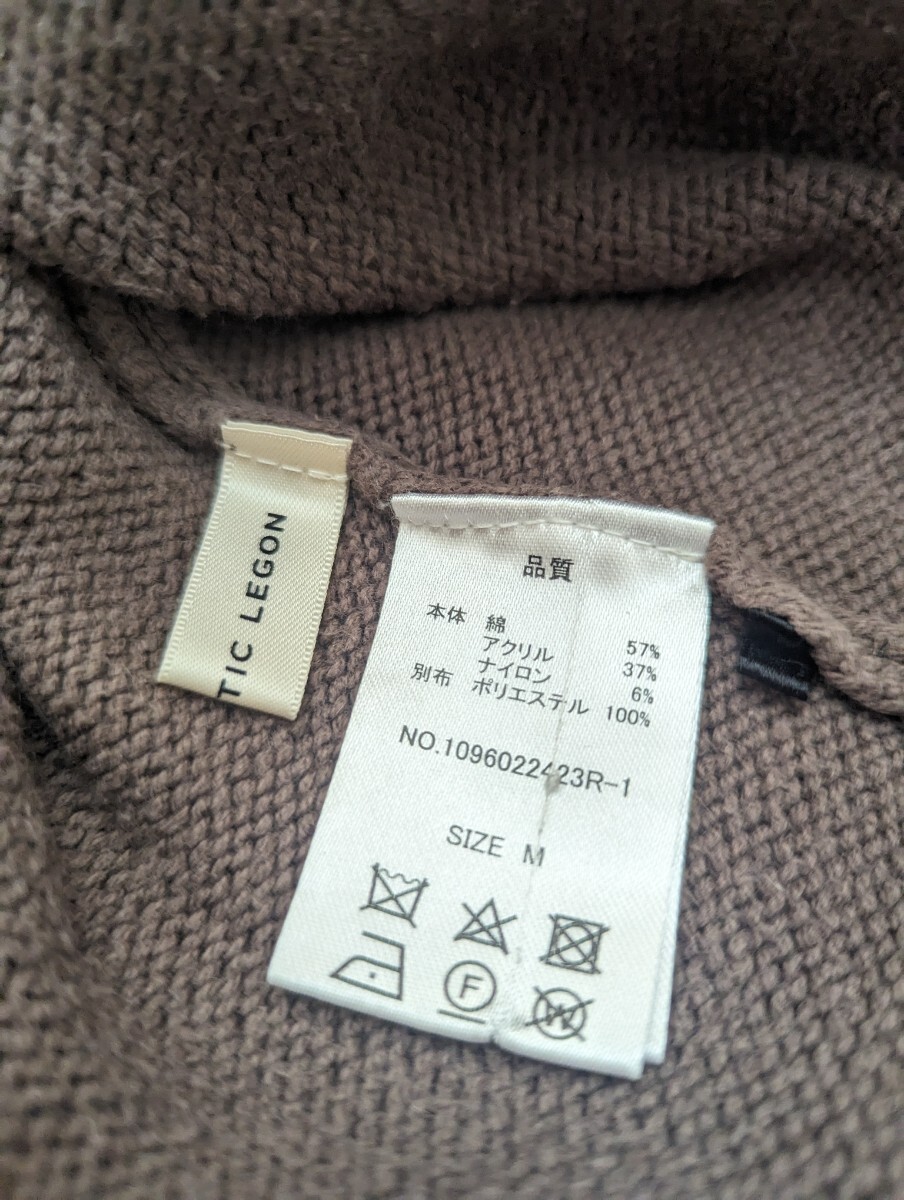 TIC LEGON
品質
本体 綿 57%
アクリル 37%
ナイロン 6%
別布 ポリエステル 100%
NO.1096022423R-1
SIZE M
F
W